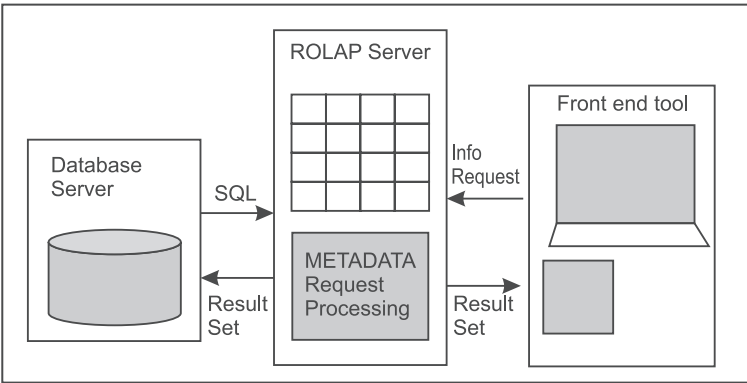 ROLAP Server
Front end tool
Database
Server
SQL
Info
Request
METADATA
Request
Processing
Result
Set
Result
Set